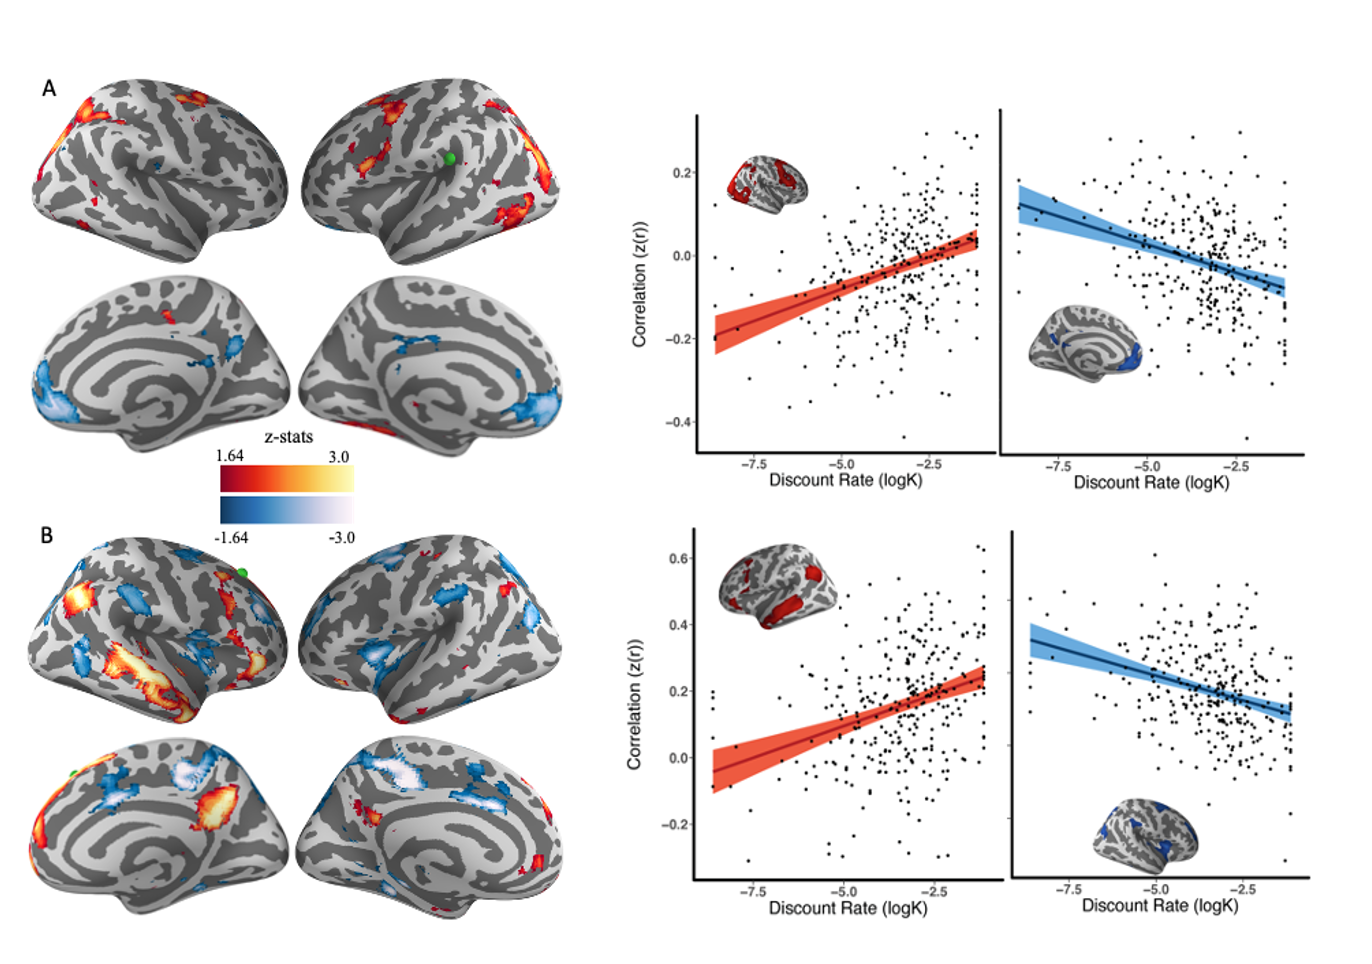 A
0.2
0.0
−0.2
−0.4
Correlation (z(r))
−7.5 −5.0 −2.5
Discount Rate (logK)
−7.5 −5.0 −2.5
Discount Rate (logK)
z-stats
1.64 3.0
-1.64 -3.0
B
0.6
0.4
0.2
0.0
−0.2
Correlation (z(r))
−7.5 −5.0 −2.5
Discount Rate (logK)
−7.5 −5.0 −2.5
Discount Rate (logK)